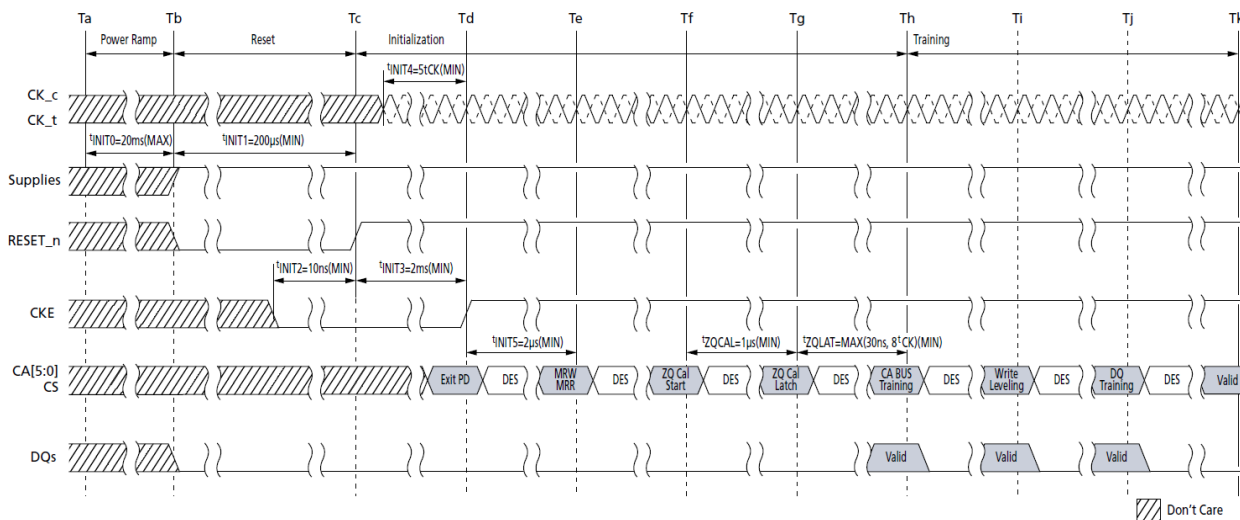 Ta Tb Tc Td Te Tf Tg Th Ti Tj Tk
Power Ramp Reset Initialization Training
tINIT4=5tCK(MIN)
CK_c
CK_t
tINIT0=20ms(MAX) tINIT1=200µs(MIN)
Supplies
RESET_n
tINIT2=10ns(MIN) tINIT3=2ms(MIN)
CKE
tINIT5=2µs(MIN) tZQCAL=1µs(MIN) tZQLAT=MAX(30ns, 8tCK)(MIN)
CA[5:0] Exit PD DES MRW DES ZQ Cal DES ZQ Cal DES CA BUS DES Write DES DQ DES Valid
CS MRR Start Latch Training Leveling Training
DQs Valid Valid Valid
Don't Care